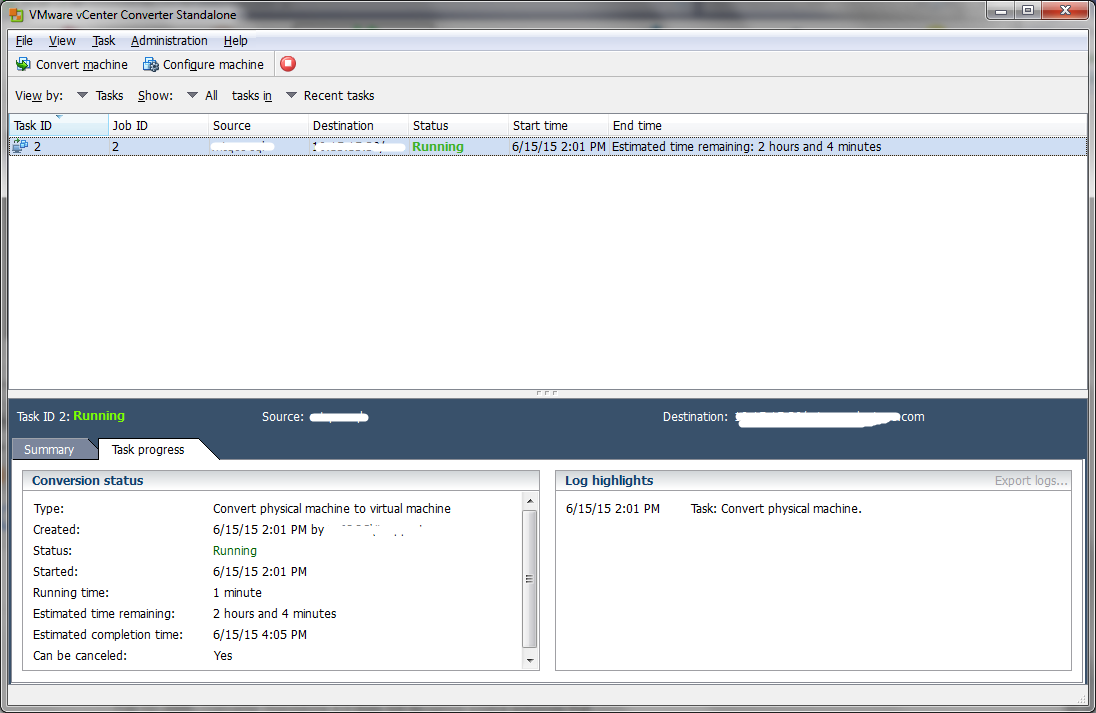 VMware vCenter Converter Standalone
File View Task Administration Help
Convert machine Configure machine
View by: Tasks Show: All tasks in Recent tasks
Task ID Job ID Source Destination Status Start time End time
2 2 Running 6/15/15 2:01 PM Estimated time remaining: 2 hours and 4 minutes
Task ID 2: Running Source: Destination: .com
Summary Task progress
Conversion status
Type: Convert physical machine to virtual machine
Created: 6/15/15 2:01 PM by
Status: Running
Started: 6/15/15 2:01 PM
Running time: 1 minute
Estimated time remaining: 2 hours and 4 minutes
Estimated completion time: 6/15/15 4:05 PM
Can be canceled: Yes
Log highlights Export logs...
6/15/15 2:01 PM Task: Convert physical machine.